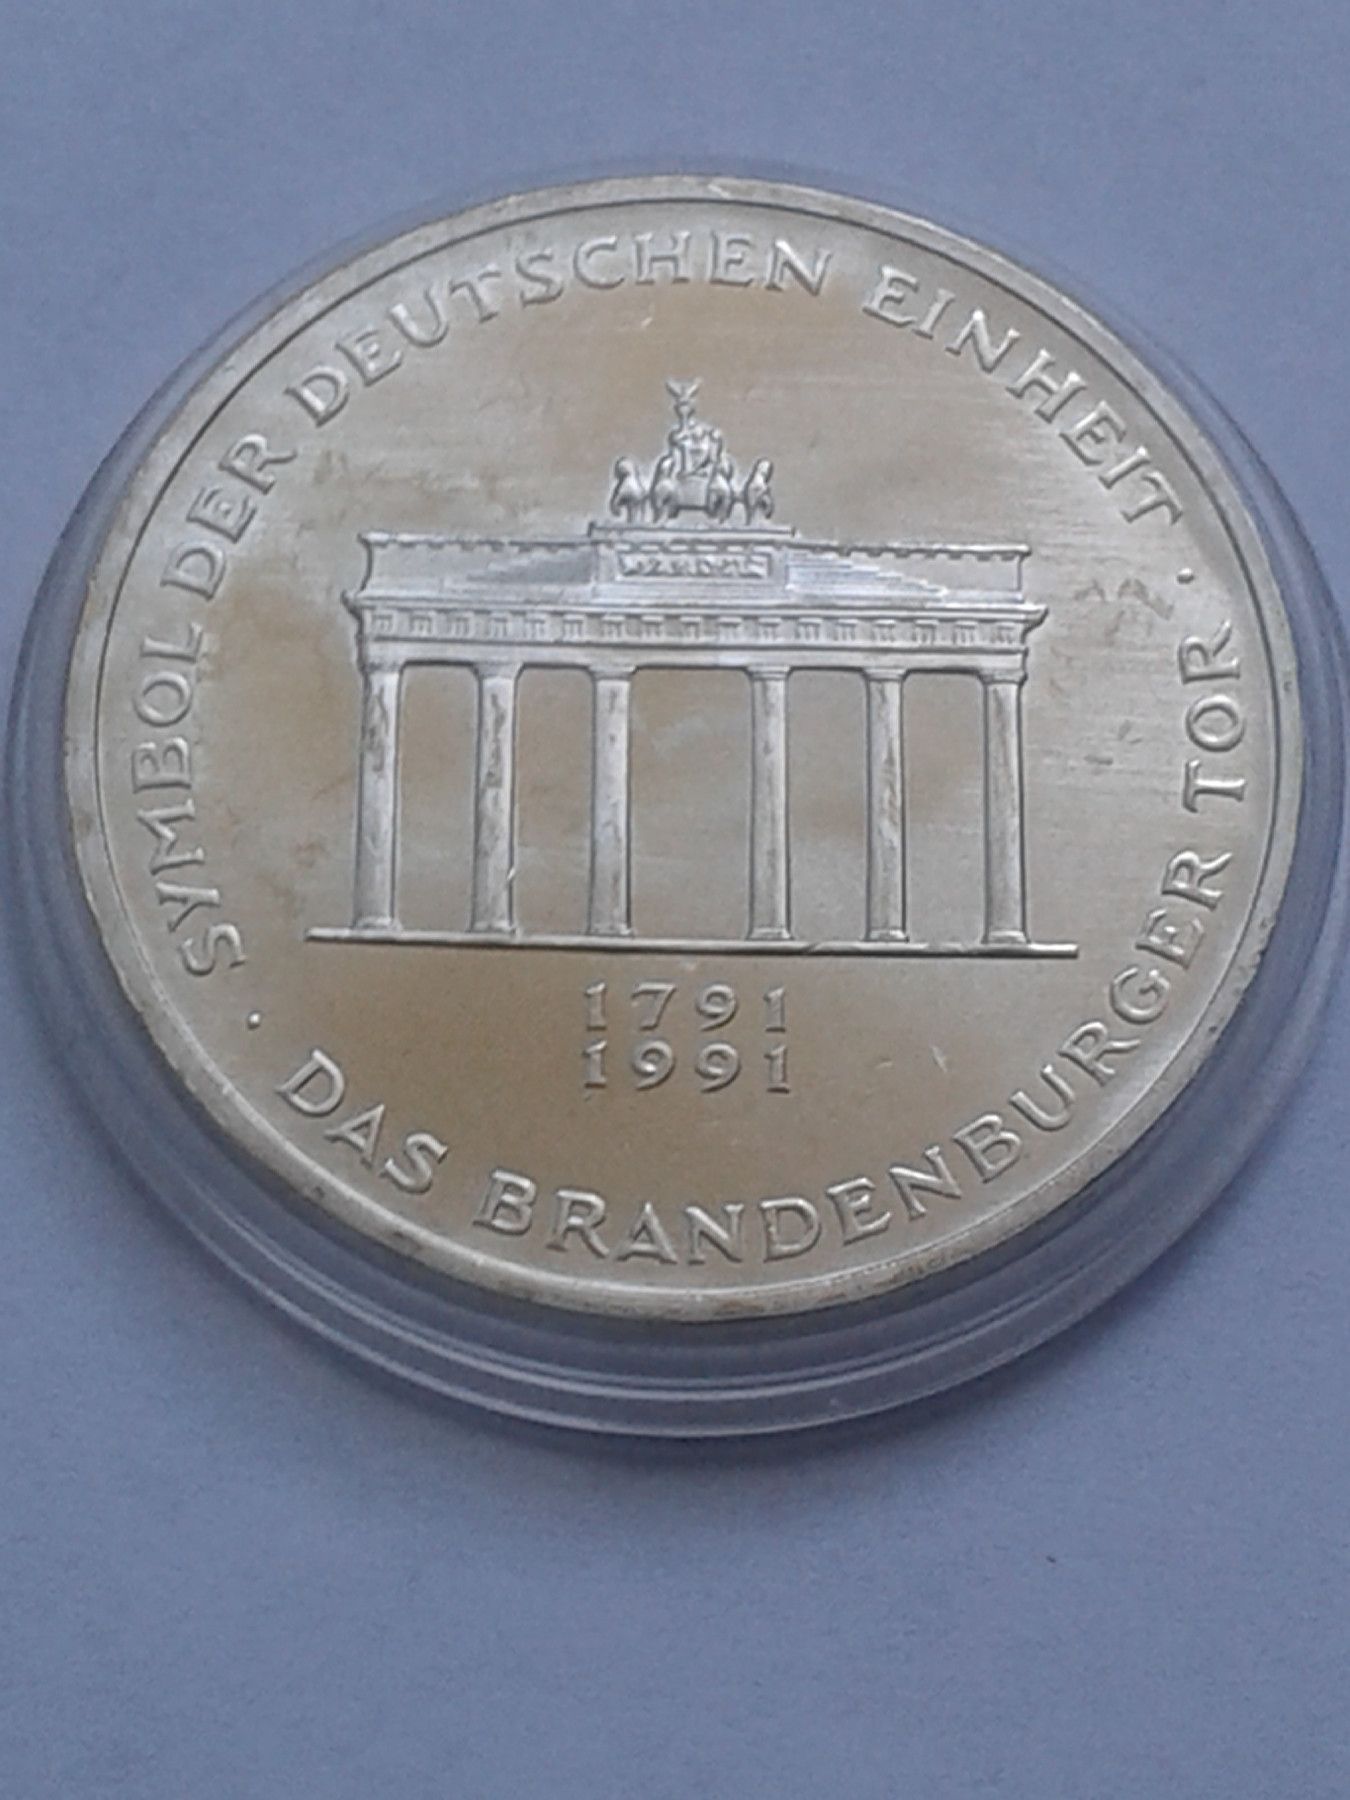 SYMBOL DER DEUTSCHEN EINHEIT
· DAS BRANDENBURGER TOR ·
1791
1991